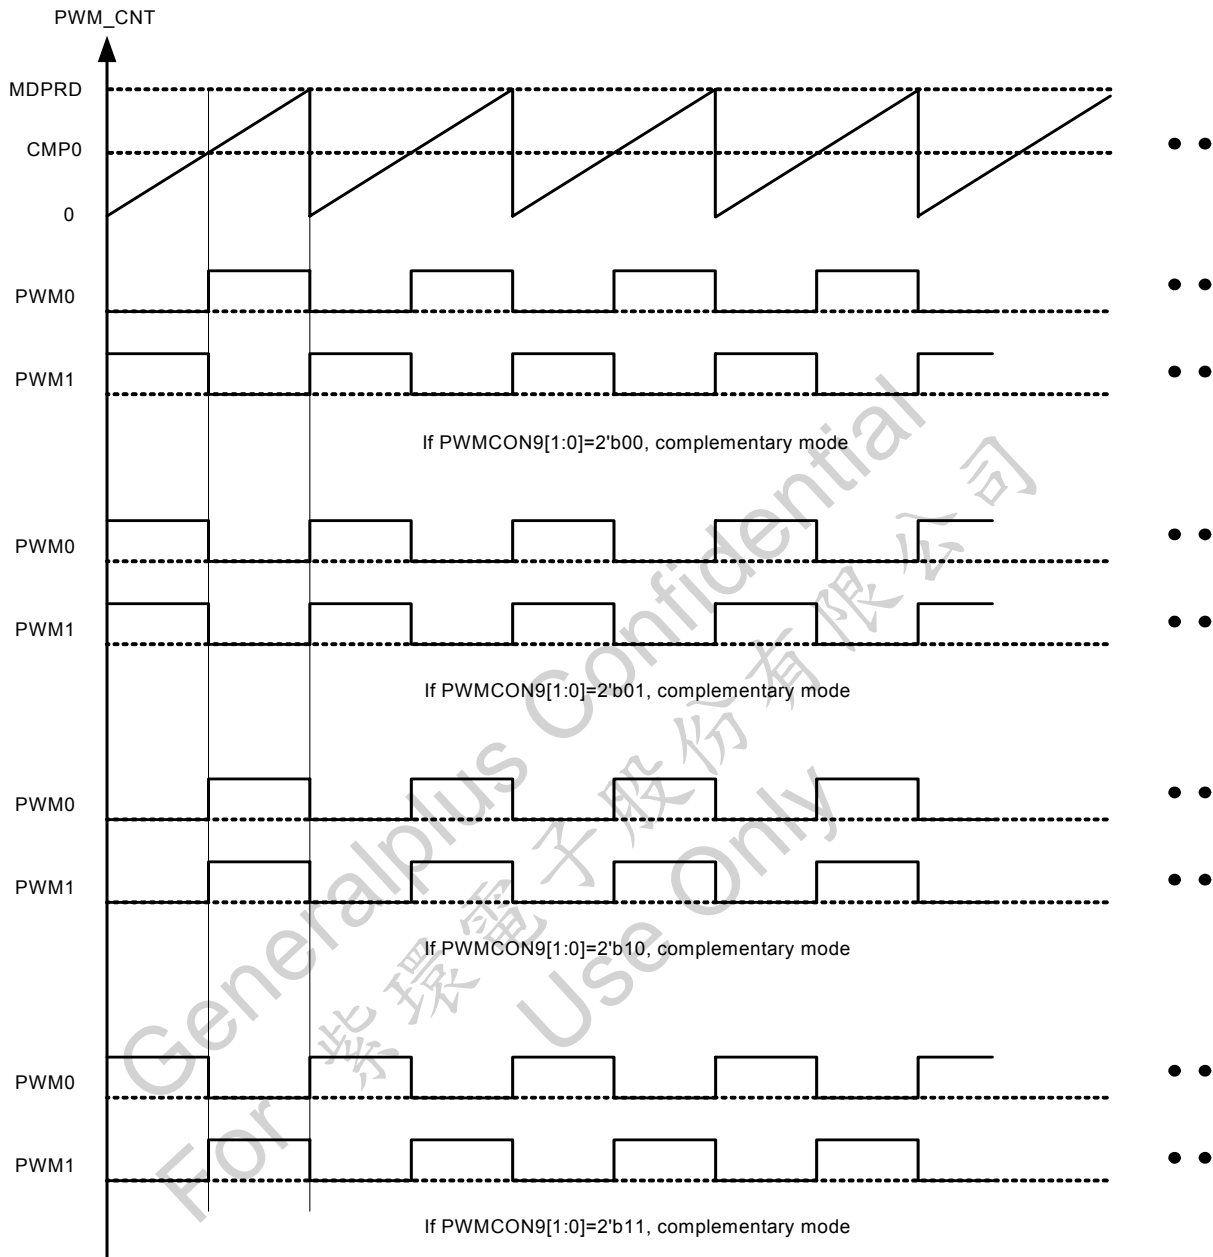 PWM_CNT
MDPRD
CMP0
0
PWM0
PWM1
If PWMCON9[1:0]=2'b00, complementary mode
PWM0
PWM1
If PWMCON9[1:0]=2'b01, complementary mode
PWM0
PWM1
If PWMCON9[1:0]=2'b10, complementary mode
PWM0
PWM1
If PWMCON9[1:0]=2'b11, complementary mode
Generalplus Confidential
For 紫環電子股份有限公司
Use Only